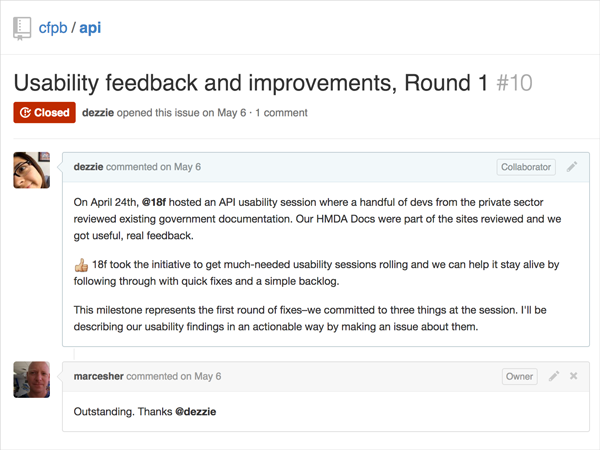 cfpb / api
Usability feedback and improvements, Round 1 #10
Closed dezzie opened this issue on May 6 · 1 comment
dezzie commented on May 6 Collaborator
On April 24th, @18f hosted an API usability session where a handful of devs from the private sector
reviewed existing government documentation. Our HMDA Docs were part of the sites reviewed and we
got useful, real feedback.
👍 18f took the initiative to get much-needed usability sessions rolling and we can help it stay alive by
following through with quick fixes and a simple backlog.
This milestone represents the first round of fixes–we committed to three things at the session. I'll be
describing our usability findings in an actionable way by making an issue about them.
marcesher commented on May 6 Owner
Outstanding. Thanks @dezzie